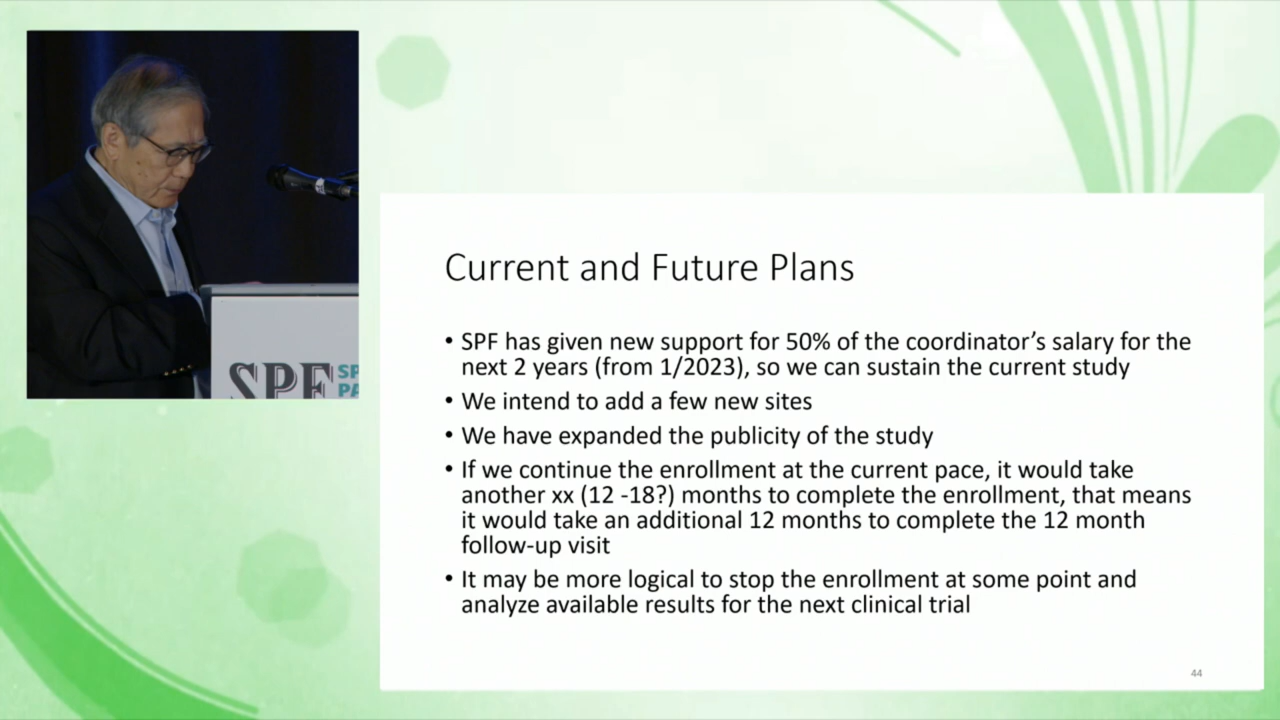 SPF SP
PA
Current and Future Plans
• SPF has given new support for 50% of the coordinator's salary for the
next 2 years (from 1/2023), so we can sustain the current study
• We intend to add a few new sites
• We have expanded the publicity of the study
• If we continue the enrollment at the current pace, it would take
another xx (12 -18?) months to complete the enrollment, that means
it would take an additional 12 months to complete the 12 month
follow-up visit
• It may be more logical to stop the enrollment at some point and
analyze available results for the next clinical trial
44